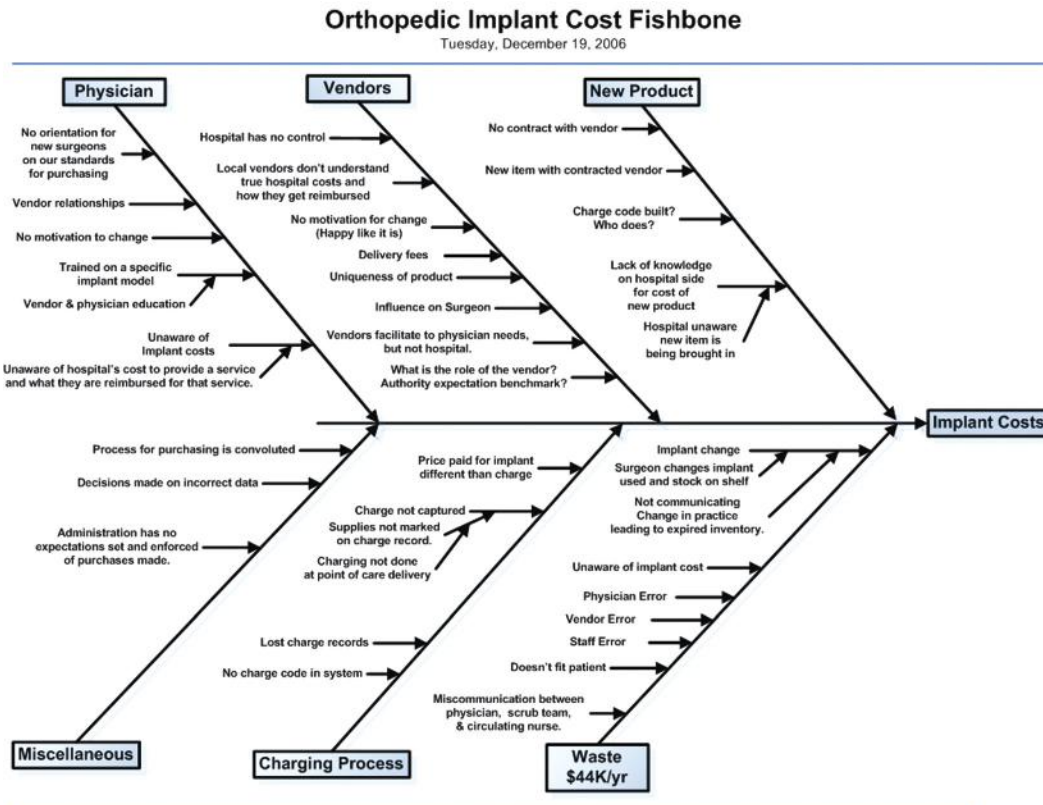 Orthopedic Implant Cost Fishbone
Tuesday, December 19, 2006
Physician
Vendors
New Product
No orientation for
new surgeons
on our standards
for purchasing
Vendor relationships
No motivation to change
Trained on a specific
implant model
Vendor & physician education
Unaware of
Implant costs
Unaware of hospital's cost to provide a service
and what they are reimbursed for that service.
Hospital has no control
Local vendors don't understand
true hospital costs and
how they get reimbursed
No motivation for change
(Happy like it is)
Delivery fees
Uniqueness of product
Influence on Surgeon
Vendors facilitate to physician needs,
but not hospital.
What is the role of the vendor?
Authority expectation benchmark?
No contract with vendor
New item with contracted vendor
Charge code built?
Who does?
Lack of knowledge
on hospital side
for cost of
new product
Hospital unaware
new item is
being brought in
Implant Costs
Process for purchasing is convoluted
Decisions made on incorrect data
Administration has no
expectations set and enforced
of purchases made.
Price paid for implant
different than charge
Charge not captured
Supplies not marked
on charge record.
Charging not done
at point of care delivery
Lost charge records
No charge code in system
Implant change
Surgeon changes implant
used and stock on shelf
Not communicating
Change in practice
leading to expired inventory.
Unaware of implant cost
Physician Error
Vendor Error
Staff Error
Doesn't fit patient
Miscommunication between
physician, scrub team,
& circulating nurse.
Miscellaneous
Charging Process
Waste
$44K/yr